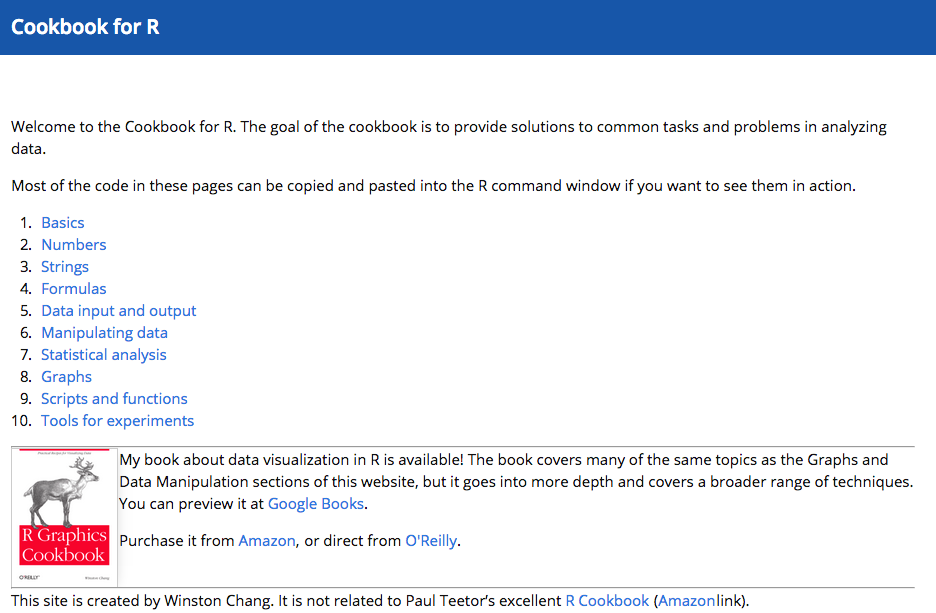 Cookbook for R
Welcome to the Cookbook for R. The goal of the cookbook is to provide solutions to common tasks and problems in analyzing
data.
Most of the code in these pages can be copied and pasted into the R command window if you want to see them in action.
1. Basics
2. Numbers
3. Strings
4. Formulas
5. Data input and output
6. Manipulating data
7. Statistical analysis
8. Graphs
9. Scripts and functions
10. Tools for experiments
My book about data visualization in R is available! The book covers many of the same topics as the Graphs and
Data Manipulation sections of this website, but it goes into more depth and covers a broader range of techniques.
You can preview it at Google Books.
Purchase it from Amazon, or direct from O'Reilly.
R Graphics
Cookbook
O'REILLY
Winston Chang
This site is created by Winston Chang. It is not related to Paul Teetor's excellent R Cookbook (Amazonlink).